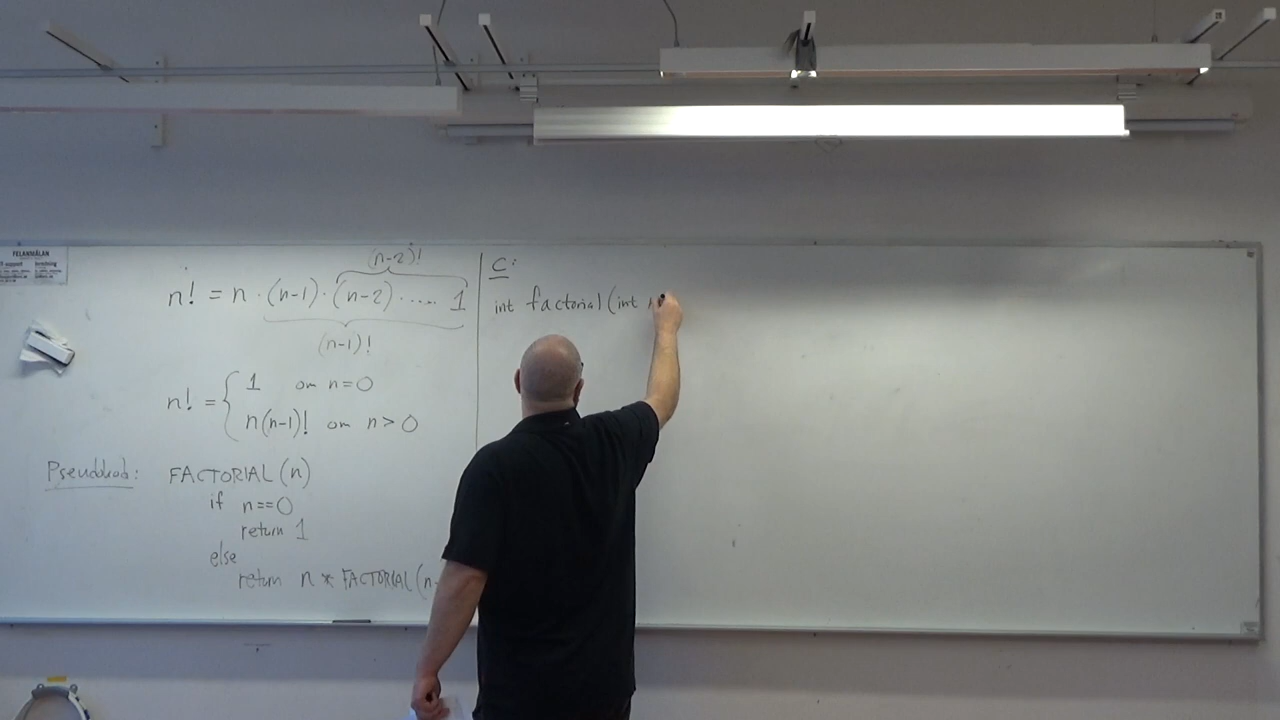 FELANMÄLAN
(n-2)!
n! = n · (n-1) · (n-2) · .... 1
(n-1)!
n! = { 1 om n=0
n(n-1)! om n>0
Pseudokod: FACTORIAL(n)
if n==0
return 1
else
return n * FACTORIAL(n-
C:
int factorial(int